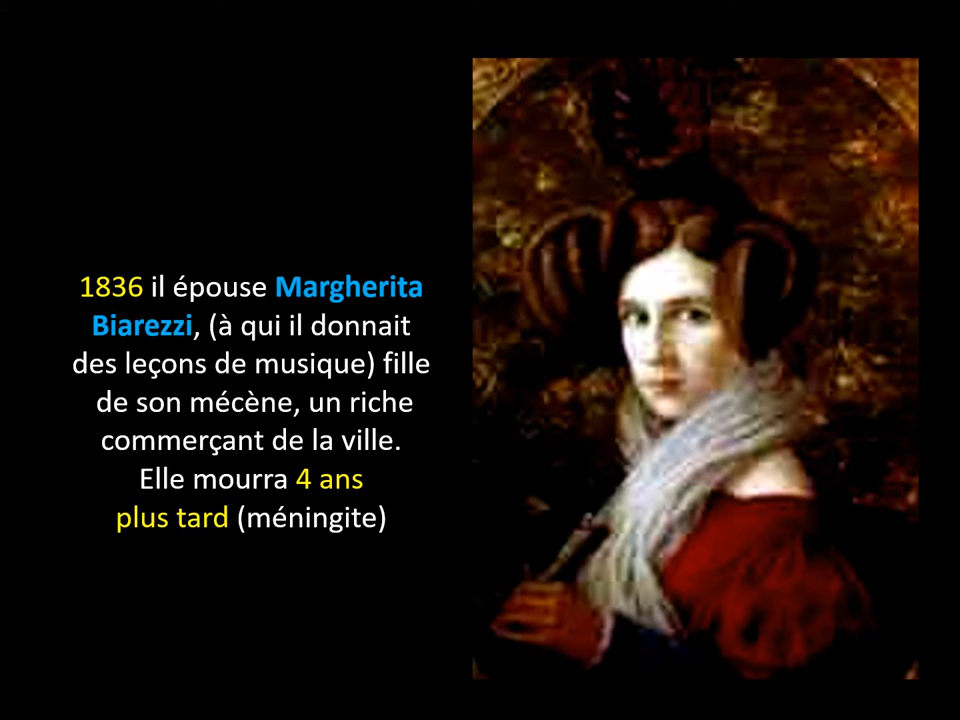 1836 il épouse Margherita
Biarezzi, (à qui il donnait
des leçons de musique) fille
de son mécène, un riche
commerçant de la ville.
Elle mourra 4 ans
plus tard (méningite)